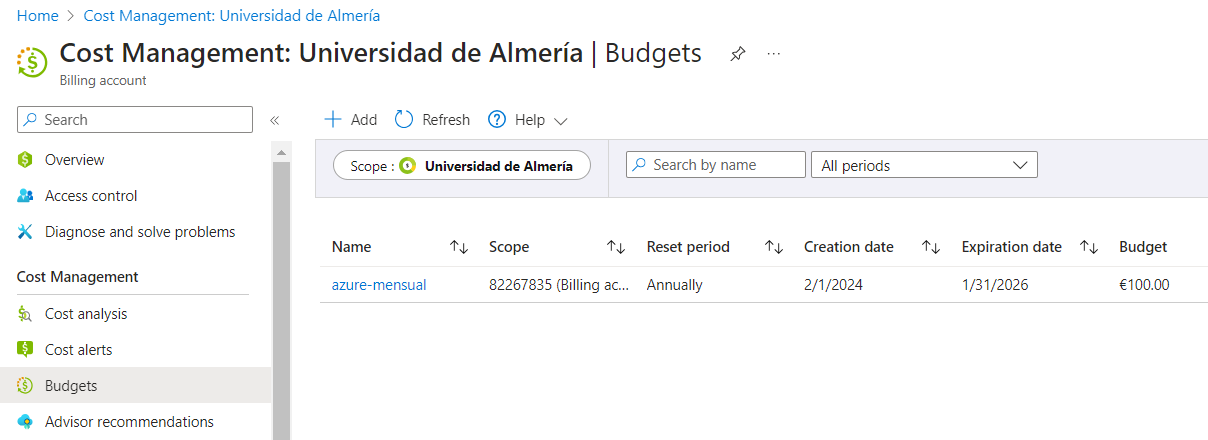 Home > Cost Management: Universidad de Almería
Cost Management: Universidad de Almería | Budgets ...
Billing account
Search «
Overview
Access control
Diagnose and solve problems
Cost Management
Cost analysis
Cost alerts
Budgets
Advisor recommendations
+ Add Refresh Help
Scope : Universidad de Almería Search by name All periods
Name Scope Reset period Creation date Expiration date Budget
azure-mensual 82267835 (Billing ac... Annually 2/1/2024 1/31/2026 €100.00